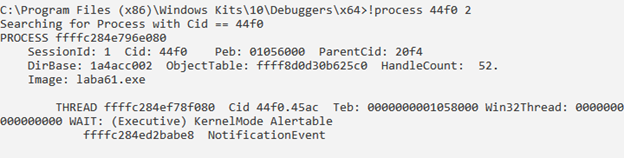 C:\Program Files (x86)\Windows Kits\10\Debuggers\x64>!process 44f0 2
Searching for Process with Cid == 44f0
PROCESS ffffc284e796e080
SessionId: 1  Cid: 44f0    Peb: 01056000  ParentCid: 20f4
DirBase: 1a4acc002  ObjectTable: ffff8d0d30b625c0  HandleCount:  52.
Image: laba61.exe
THREAD ffffc284ef78f080  Cid 44f0.45ac  Teb: 0000000001058000 Win32Thread: 0000000
000000000 WAIT: (Executive) KernelMode Alertable
ffffc284ed2babe8  NotificationEvent